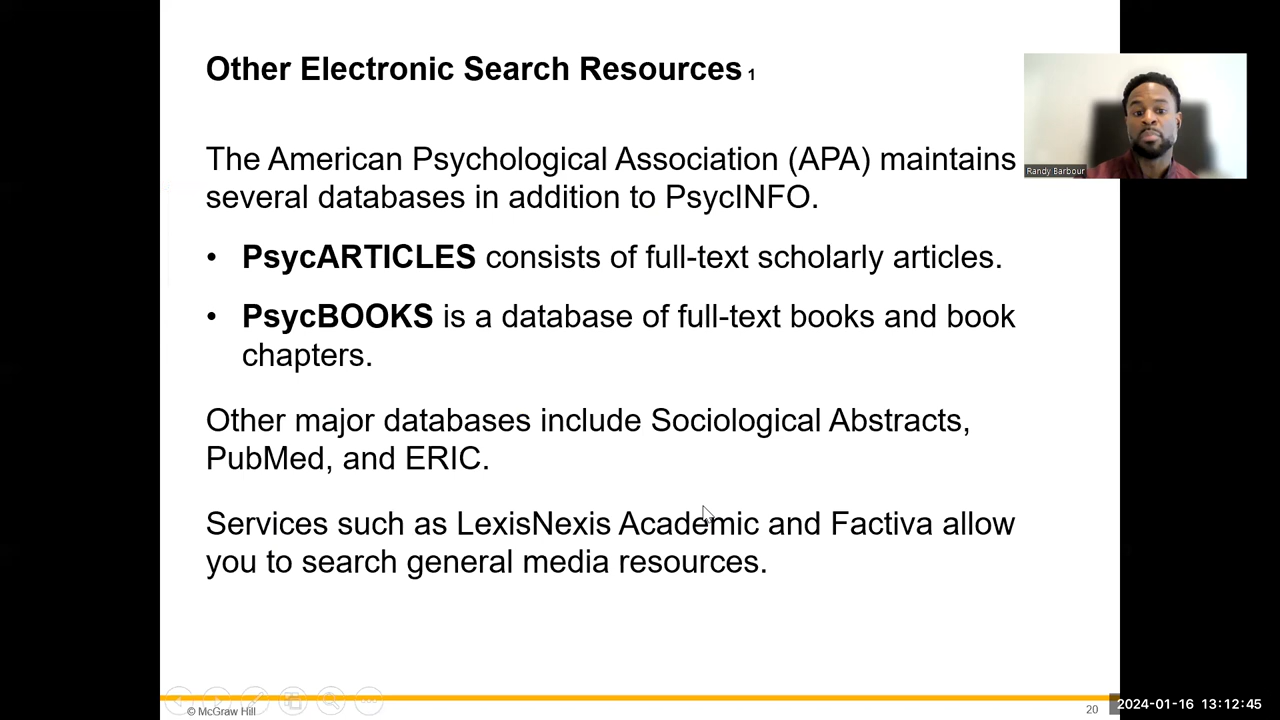 Other Electronic Search Resources 1
The American Psychological Association (APA) maintains
several databases in addition to PsycINFO.
• PsycARTICLES consists of full-text scholarly articles.
• PsycBOOKS is a database of full-text books and book
chapters.
Other major databases include Sociological Abstracts,
PubMed, and ERIC.
Services such as LexisNexis Academic and Factiva allow
you to search general media resources.
Randy Barbour
© McGraw Hill
20
2024-01-16 13:12:45